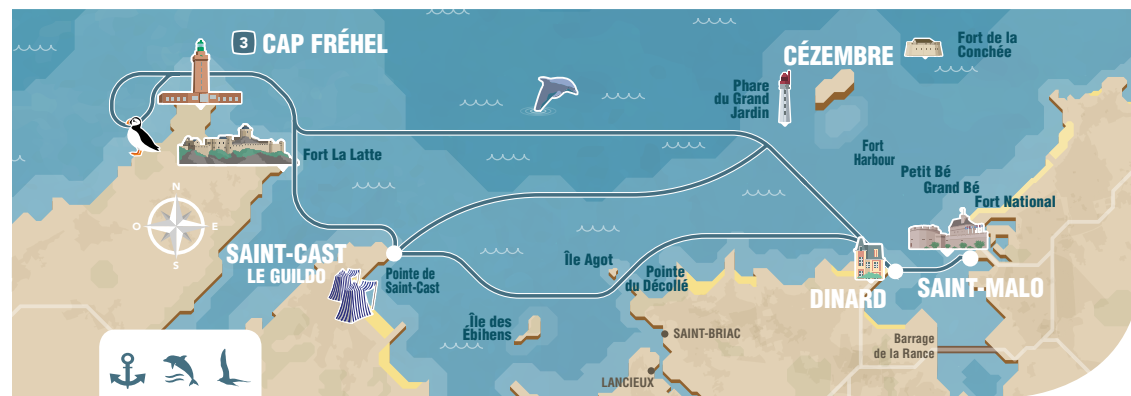 3 CAP FRÉHEL
CÉZEMBRE
Fort de la
Conchée
Phare
du Grand
Jardin
Fort La Latte
Fort
Harbour
Petit Bé
Grand Bé
Fort National
N
O
E
S
SAINT-CAST
LE GUILDO
Pointe de
Saint-Cast
Île Agot
Pointe
du Décollé
DINARD
SAINT-MALO
Île des
Ébihens
SAINT-BRIAC
Barrage
de la Rance
LANCIEUX